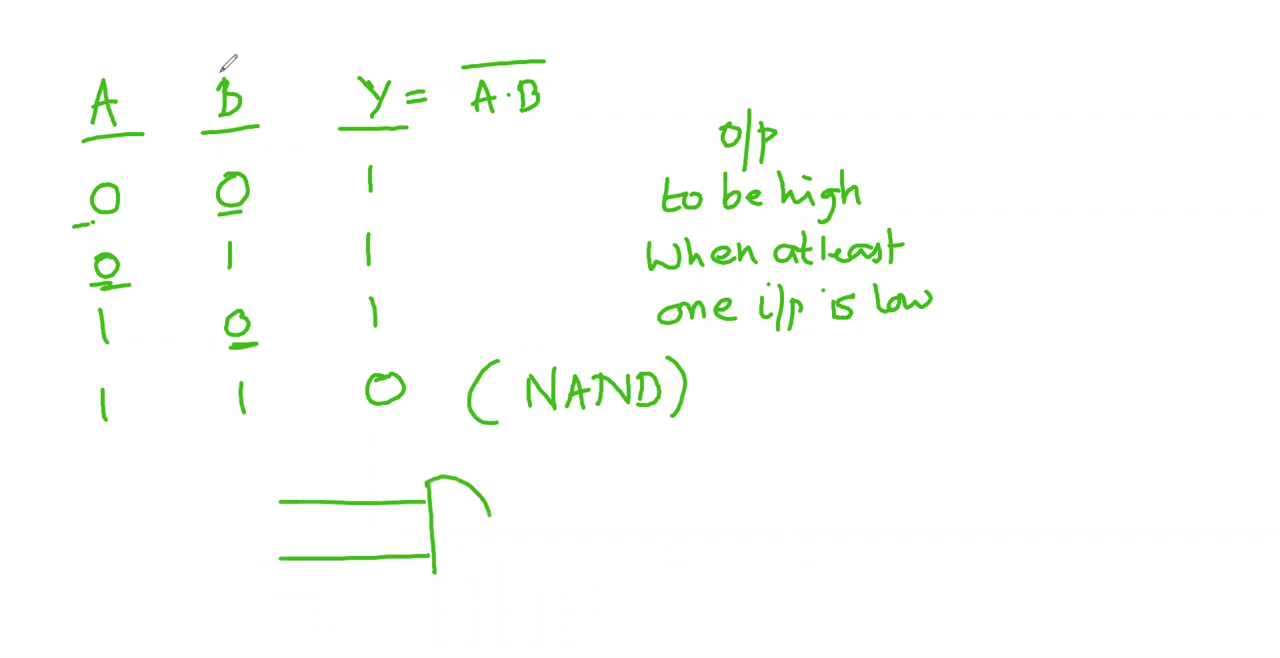 A B Y = \overline{A·B}
0 0 1
0 1 1
1 0 1
1 1 0 (NAND)
o/p
to be high
when atleast
one i/p is low